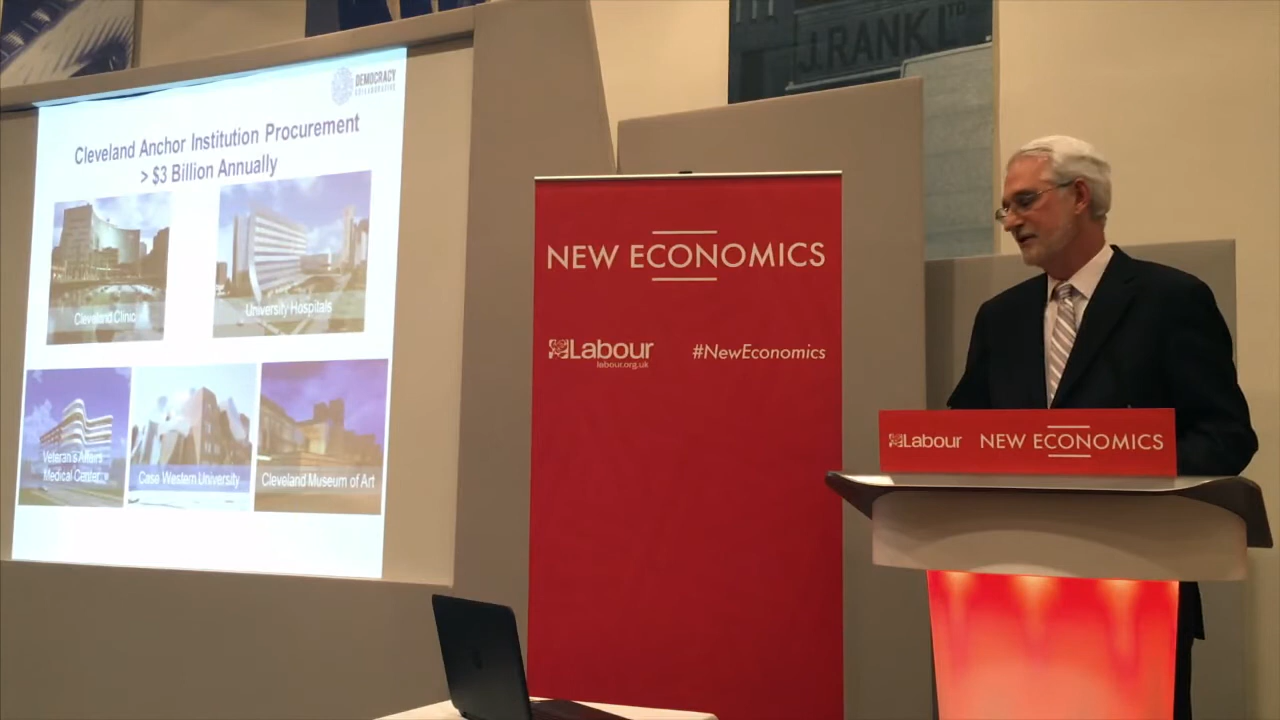 DEMOCRACY
COLLABORATIVE
Cleveland Anchor Institution Procurement
> $3 Billion Annually
Cleveland Clinic
University Hospitals
Veteran's Affairs
Medical Center
Case Western University
Cleveland Museum of Art
J. RANK LTD
NEW ECONOMICS
Labour
labour.org.uk
#NewEconomics
Labour NEW ECONOMICS